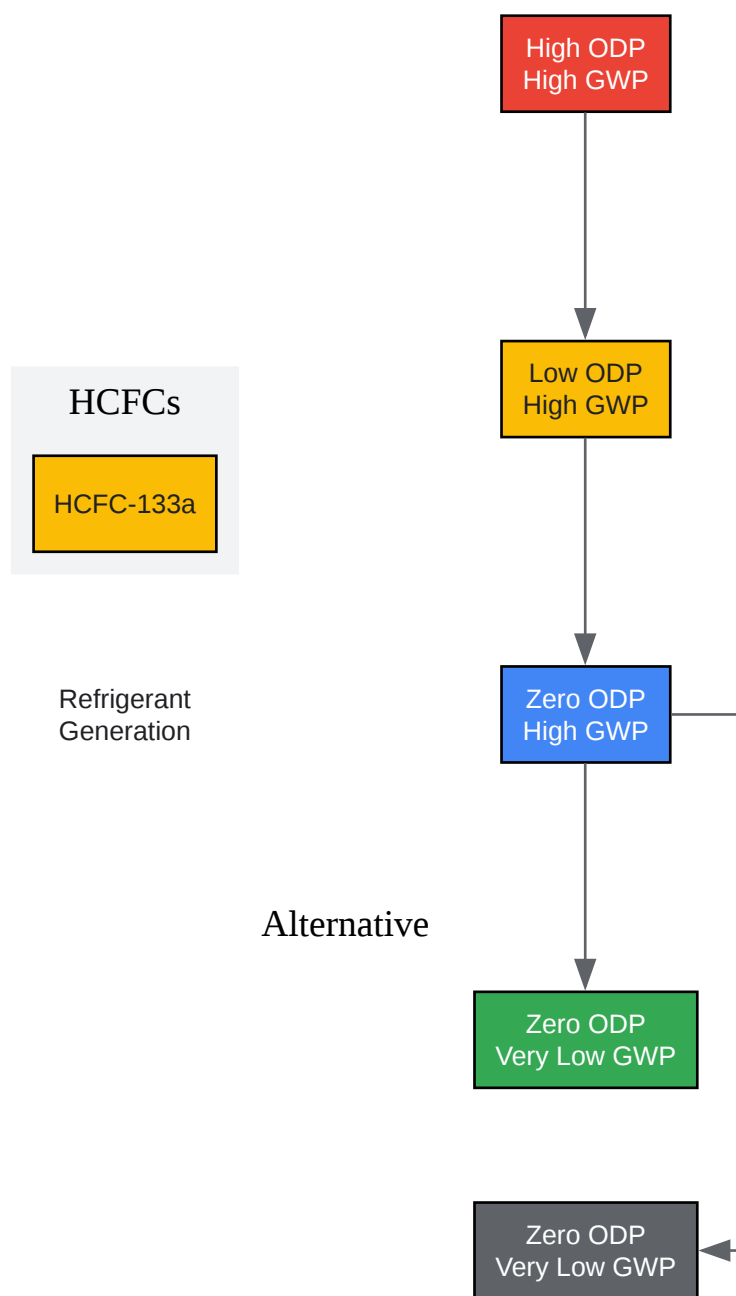 High ODP
High GWP
Low ODP
High GWP
HCFCs
HCFC-133a
Refrigerant
Generation
Zero ODP
High GWP
Alternative
Zero ODP
Very Low GWP
Zero ODP
Very Low GWP